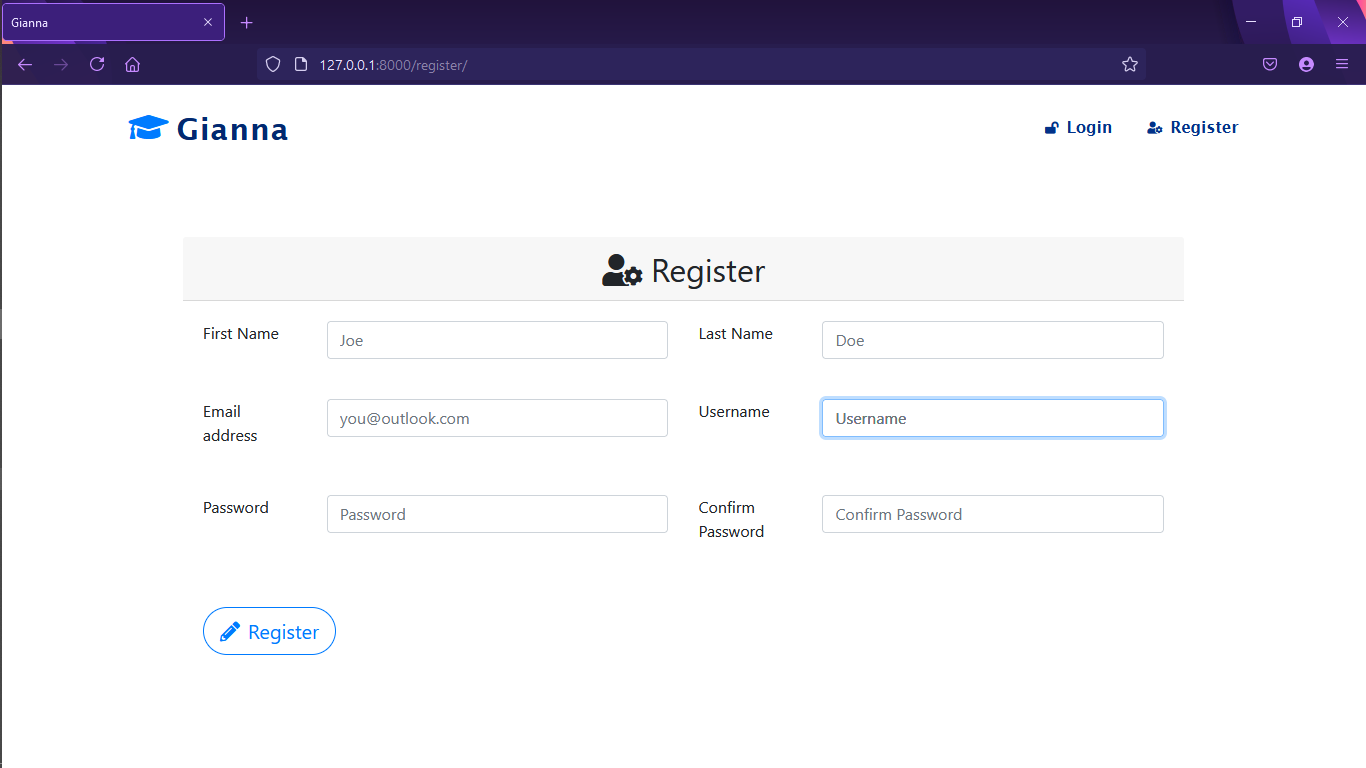 Gianna
127.0.0.1:8000/register/
Gianna
Login
Register
Register
First Name
Joe
Last Name
Doe
Email
address
you@outlook.com
Username
Username
Password
Password
Confirm
Password
Confirm Password
Register